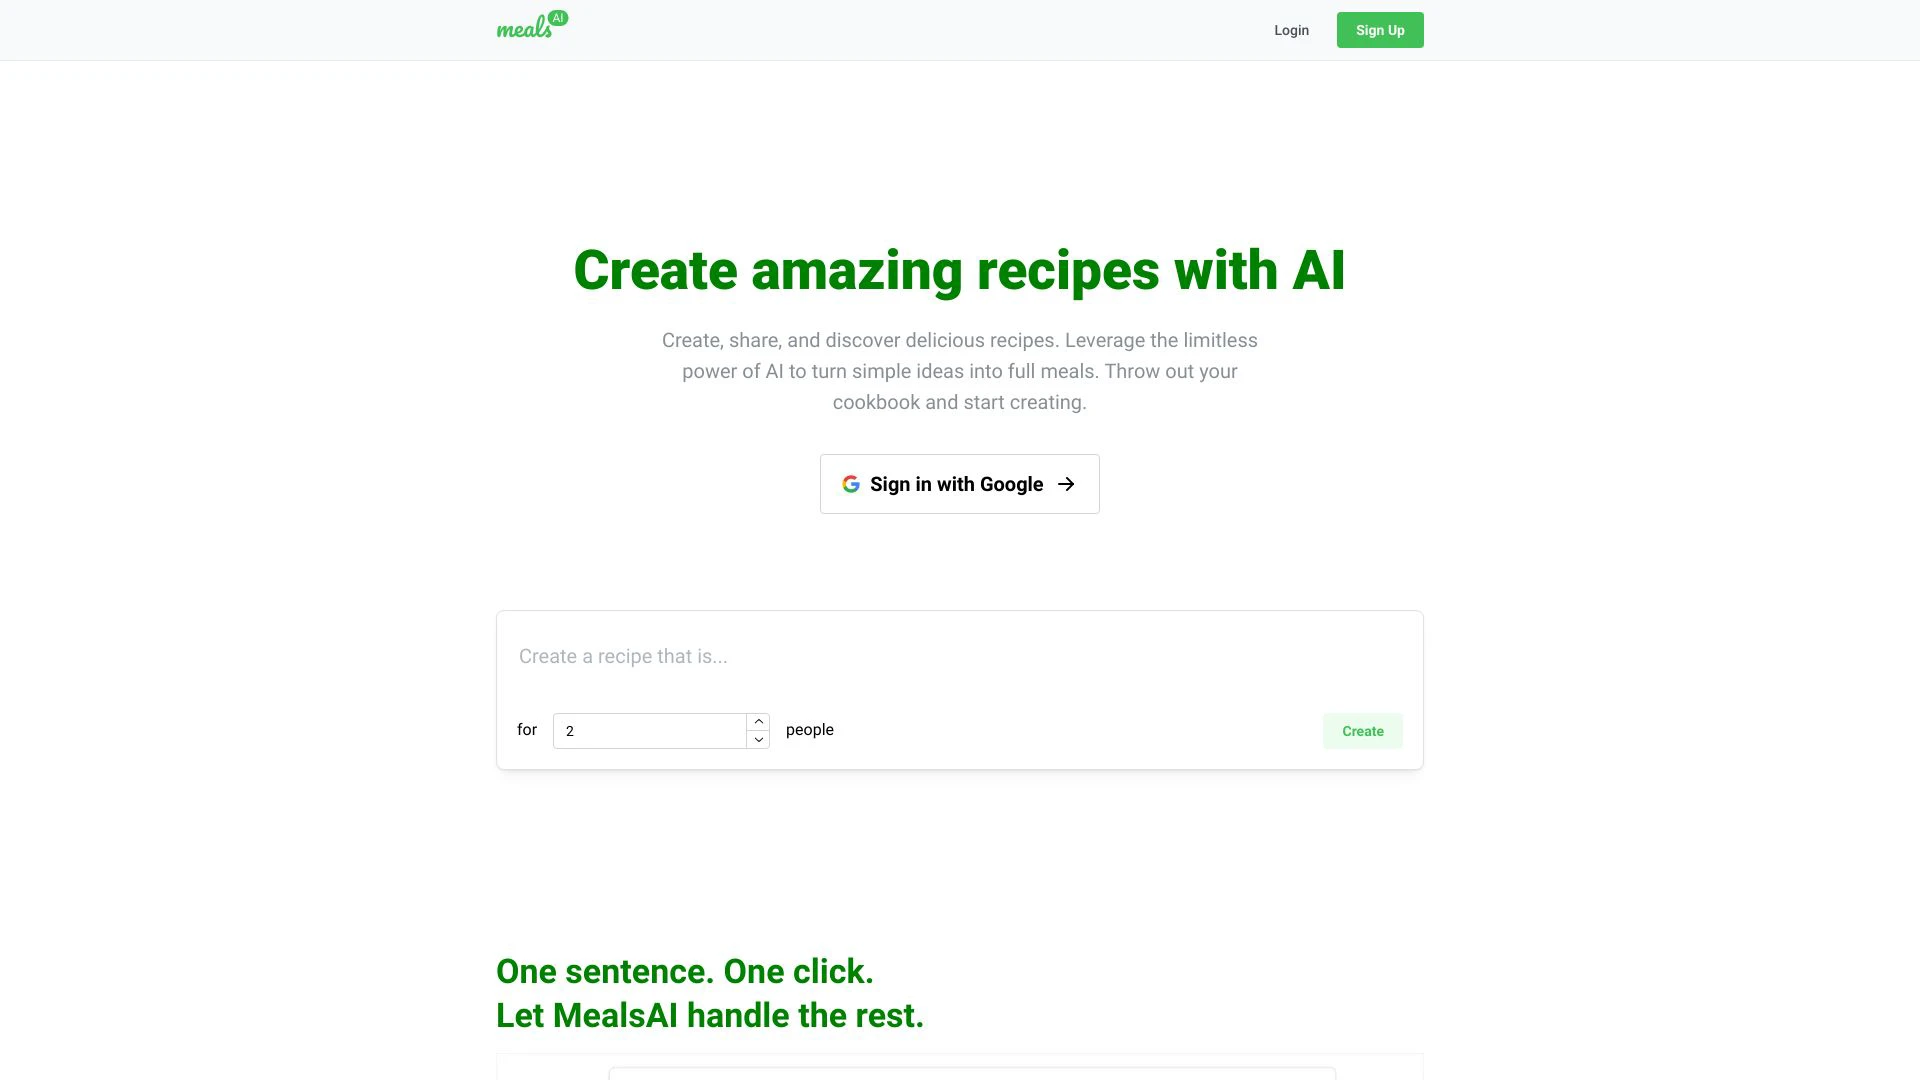 meals AI
Login
Sign Up
Create amazing recipes with AI
Create, share, and discover delicious recipes. Leverage the limitless
power of AI to turn simple ideas into full meals. Throw out your
cookbook and start creating.
Sign in with Google
Create a recipe that is...
for 2 people
Create
One sentence. One click.
Let MealsAI handle the rest.